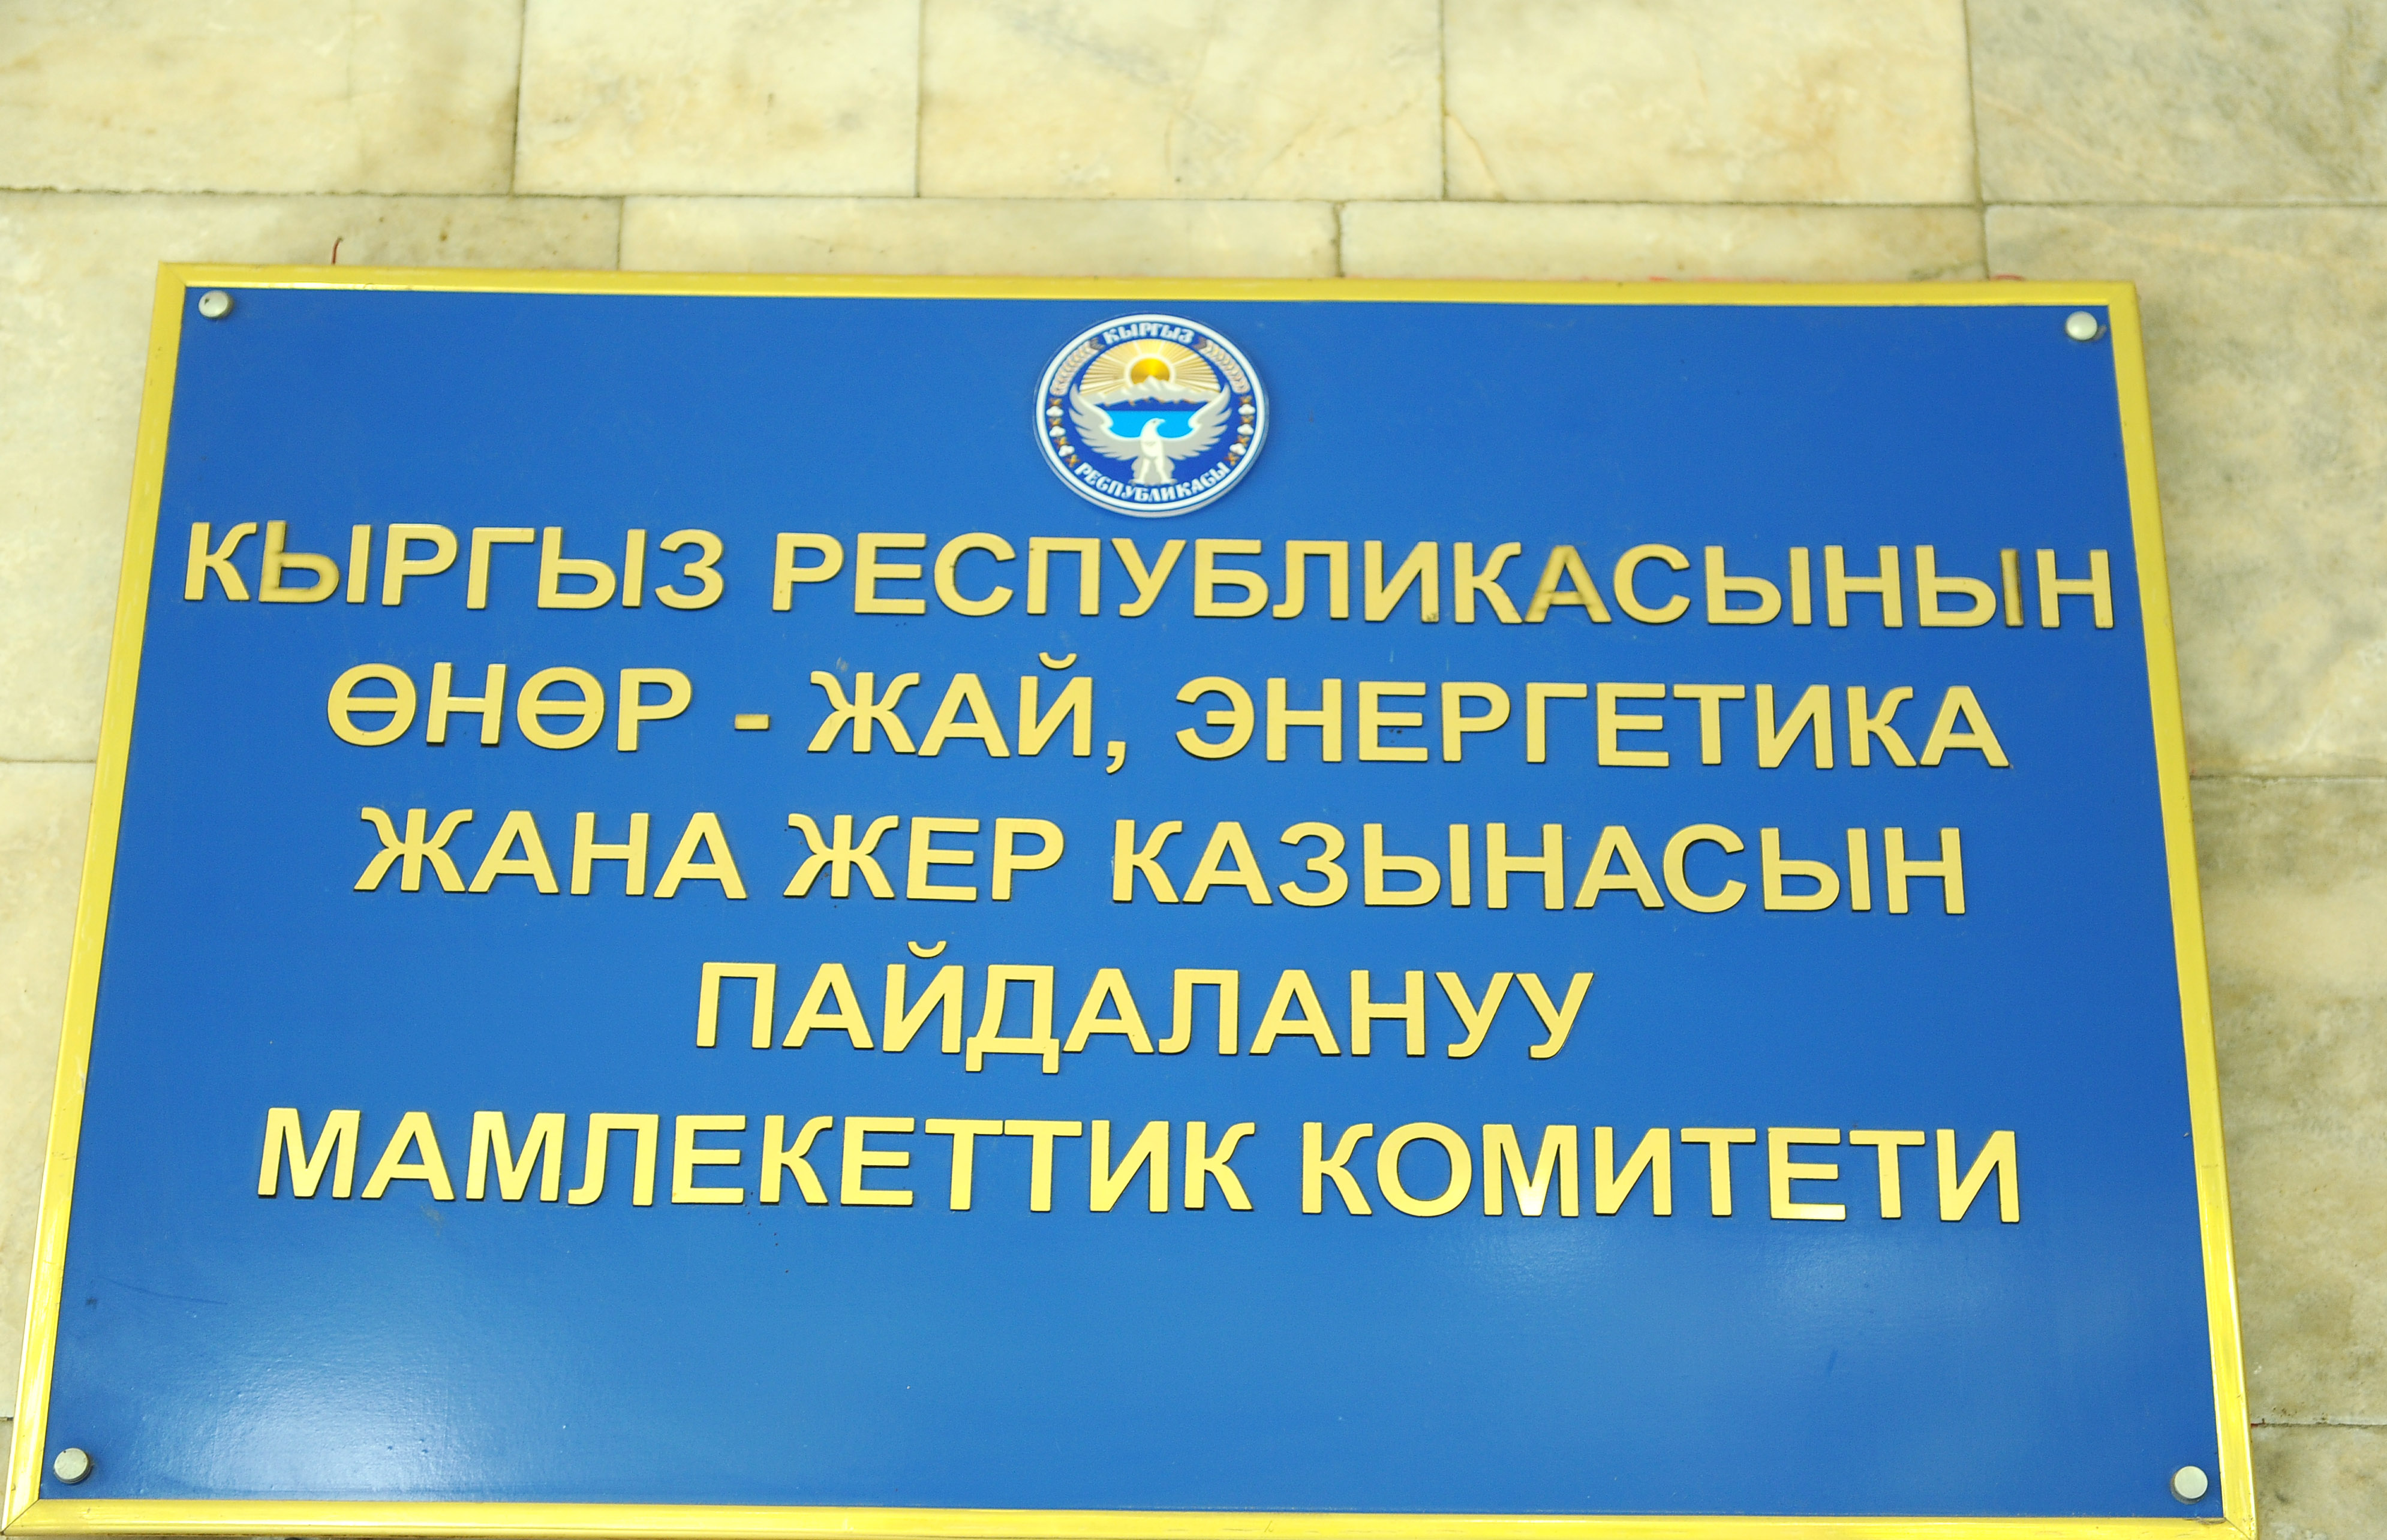 КЫРГЫЗ
РЕСПУБЛИКАСЫ
КЫРГЫЗ РЕСПУБЛИКАСЫНЫН
ӨНӨР - ЖАЙ, ЭНЕРГЕТИКА
ЖАНА ЖЕР КАЗЫНАСЫН
ПАЙДАЛАНУУ
МАМЛЕКЕТТИК КОМИТЕТИ